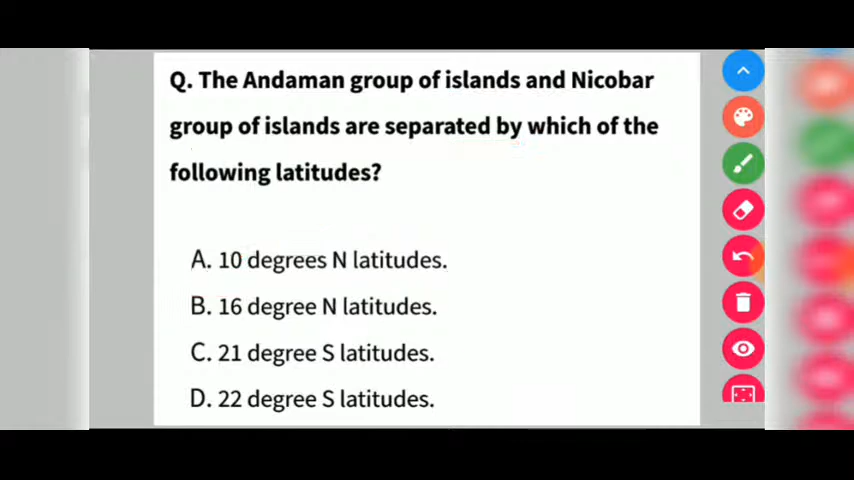 Q. The Andaman group of islands and Nicobar
group of islands are separated by which of the
following latitudes?
A. 10 degrees N latitudes.
B. 16 degree N latitudes.
C. 21 degree S latitudes.
D. 22 degree S latitudes.